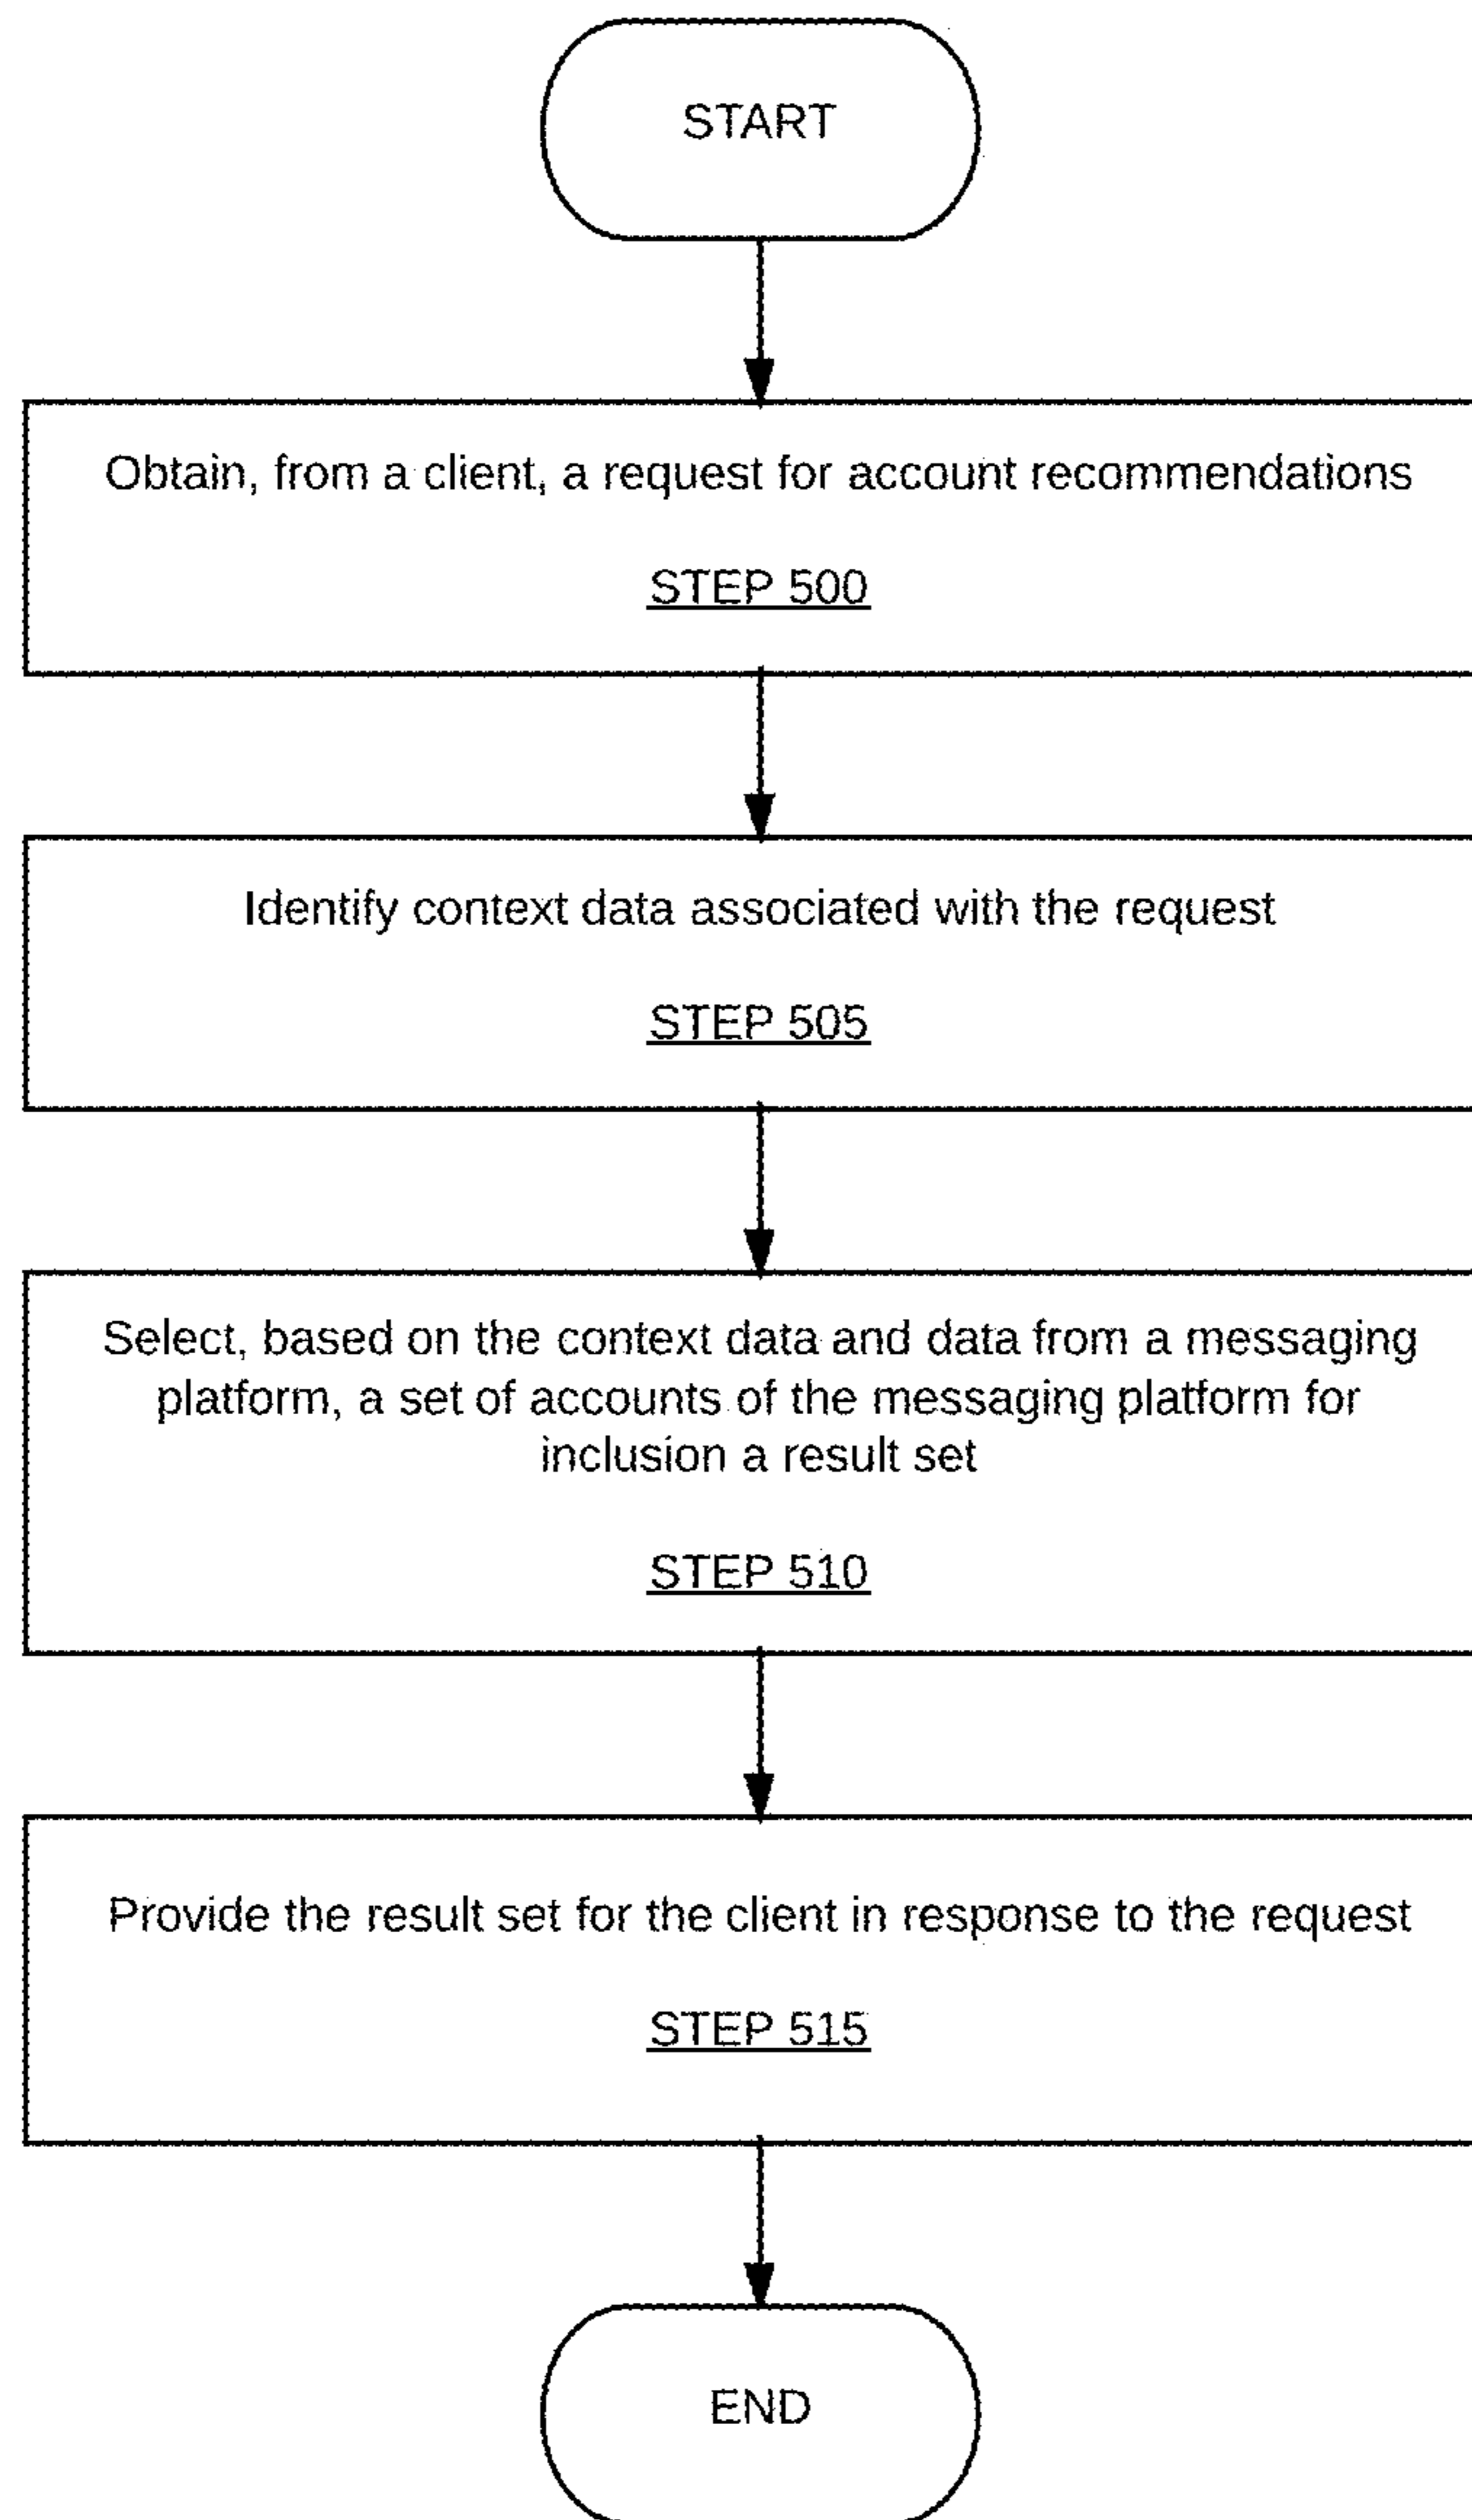 START
Obtain, from a client, a request for account recommendations
STEP 500
Identify context data associated with the request
STEP 505
Select, based on the context data and data from a messaging
platform, a set of accounts of the messaging platform for
inclusion a result set
STEP 510
Provide the result set for the client in response to the request
STEP 515
END